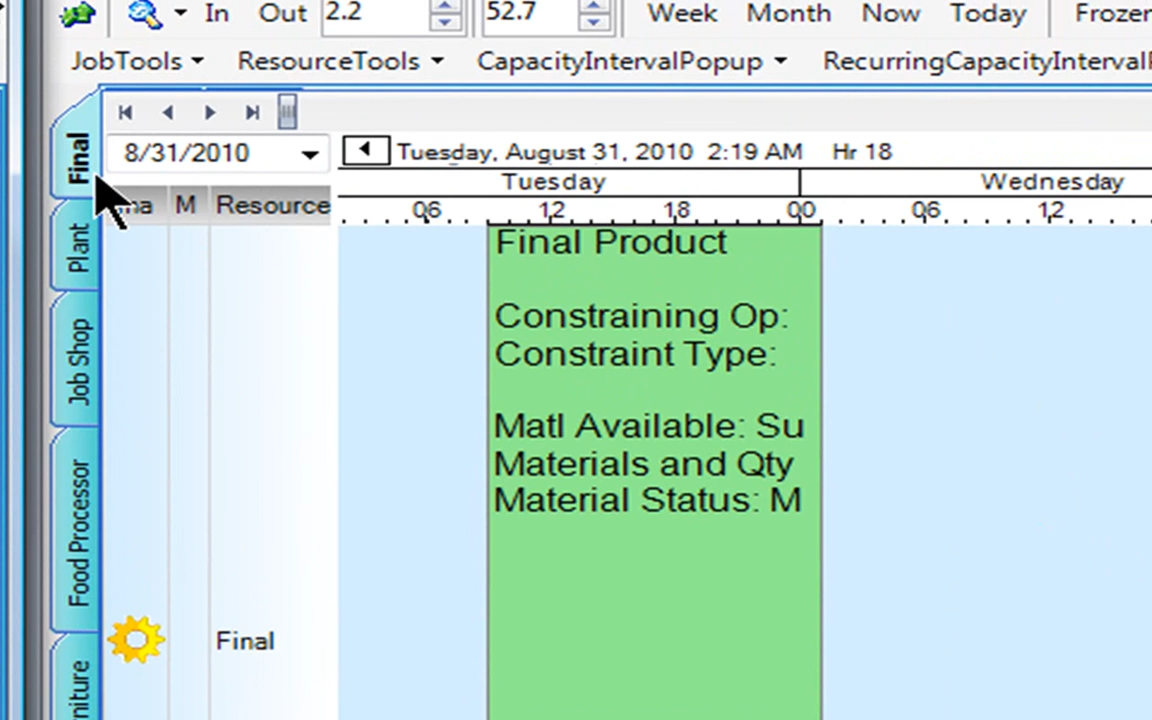 In Out 2.2 52.7 Week Month Now Today Frozen
JobTools ResourceTools CapacityIntervalPopup RecurringCapacityIntervalP
8/31/2010 Tuesday, August 31, 2010 2:19 AM Hr 18
Tuesday Wednesday
M Resource 06 12 18 00 06 12
Final
Plant
Job Shop
Food Processor
niture
Final Product
Constraining Op:
Constraint Type:
Matl Available: Su
Materials and Qty
Material Status: M
Final